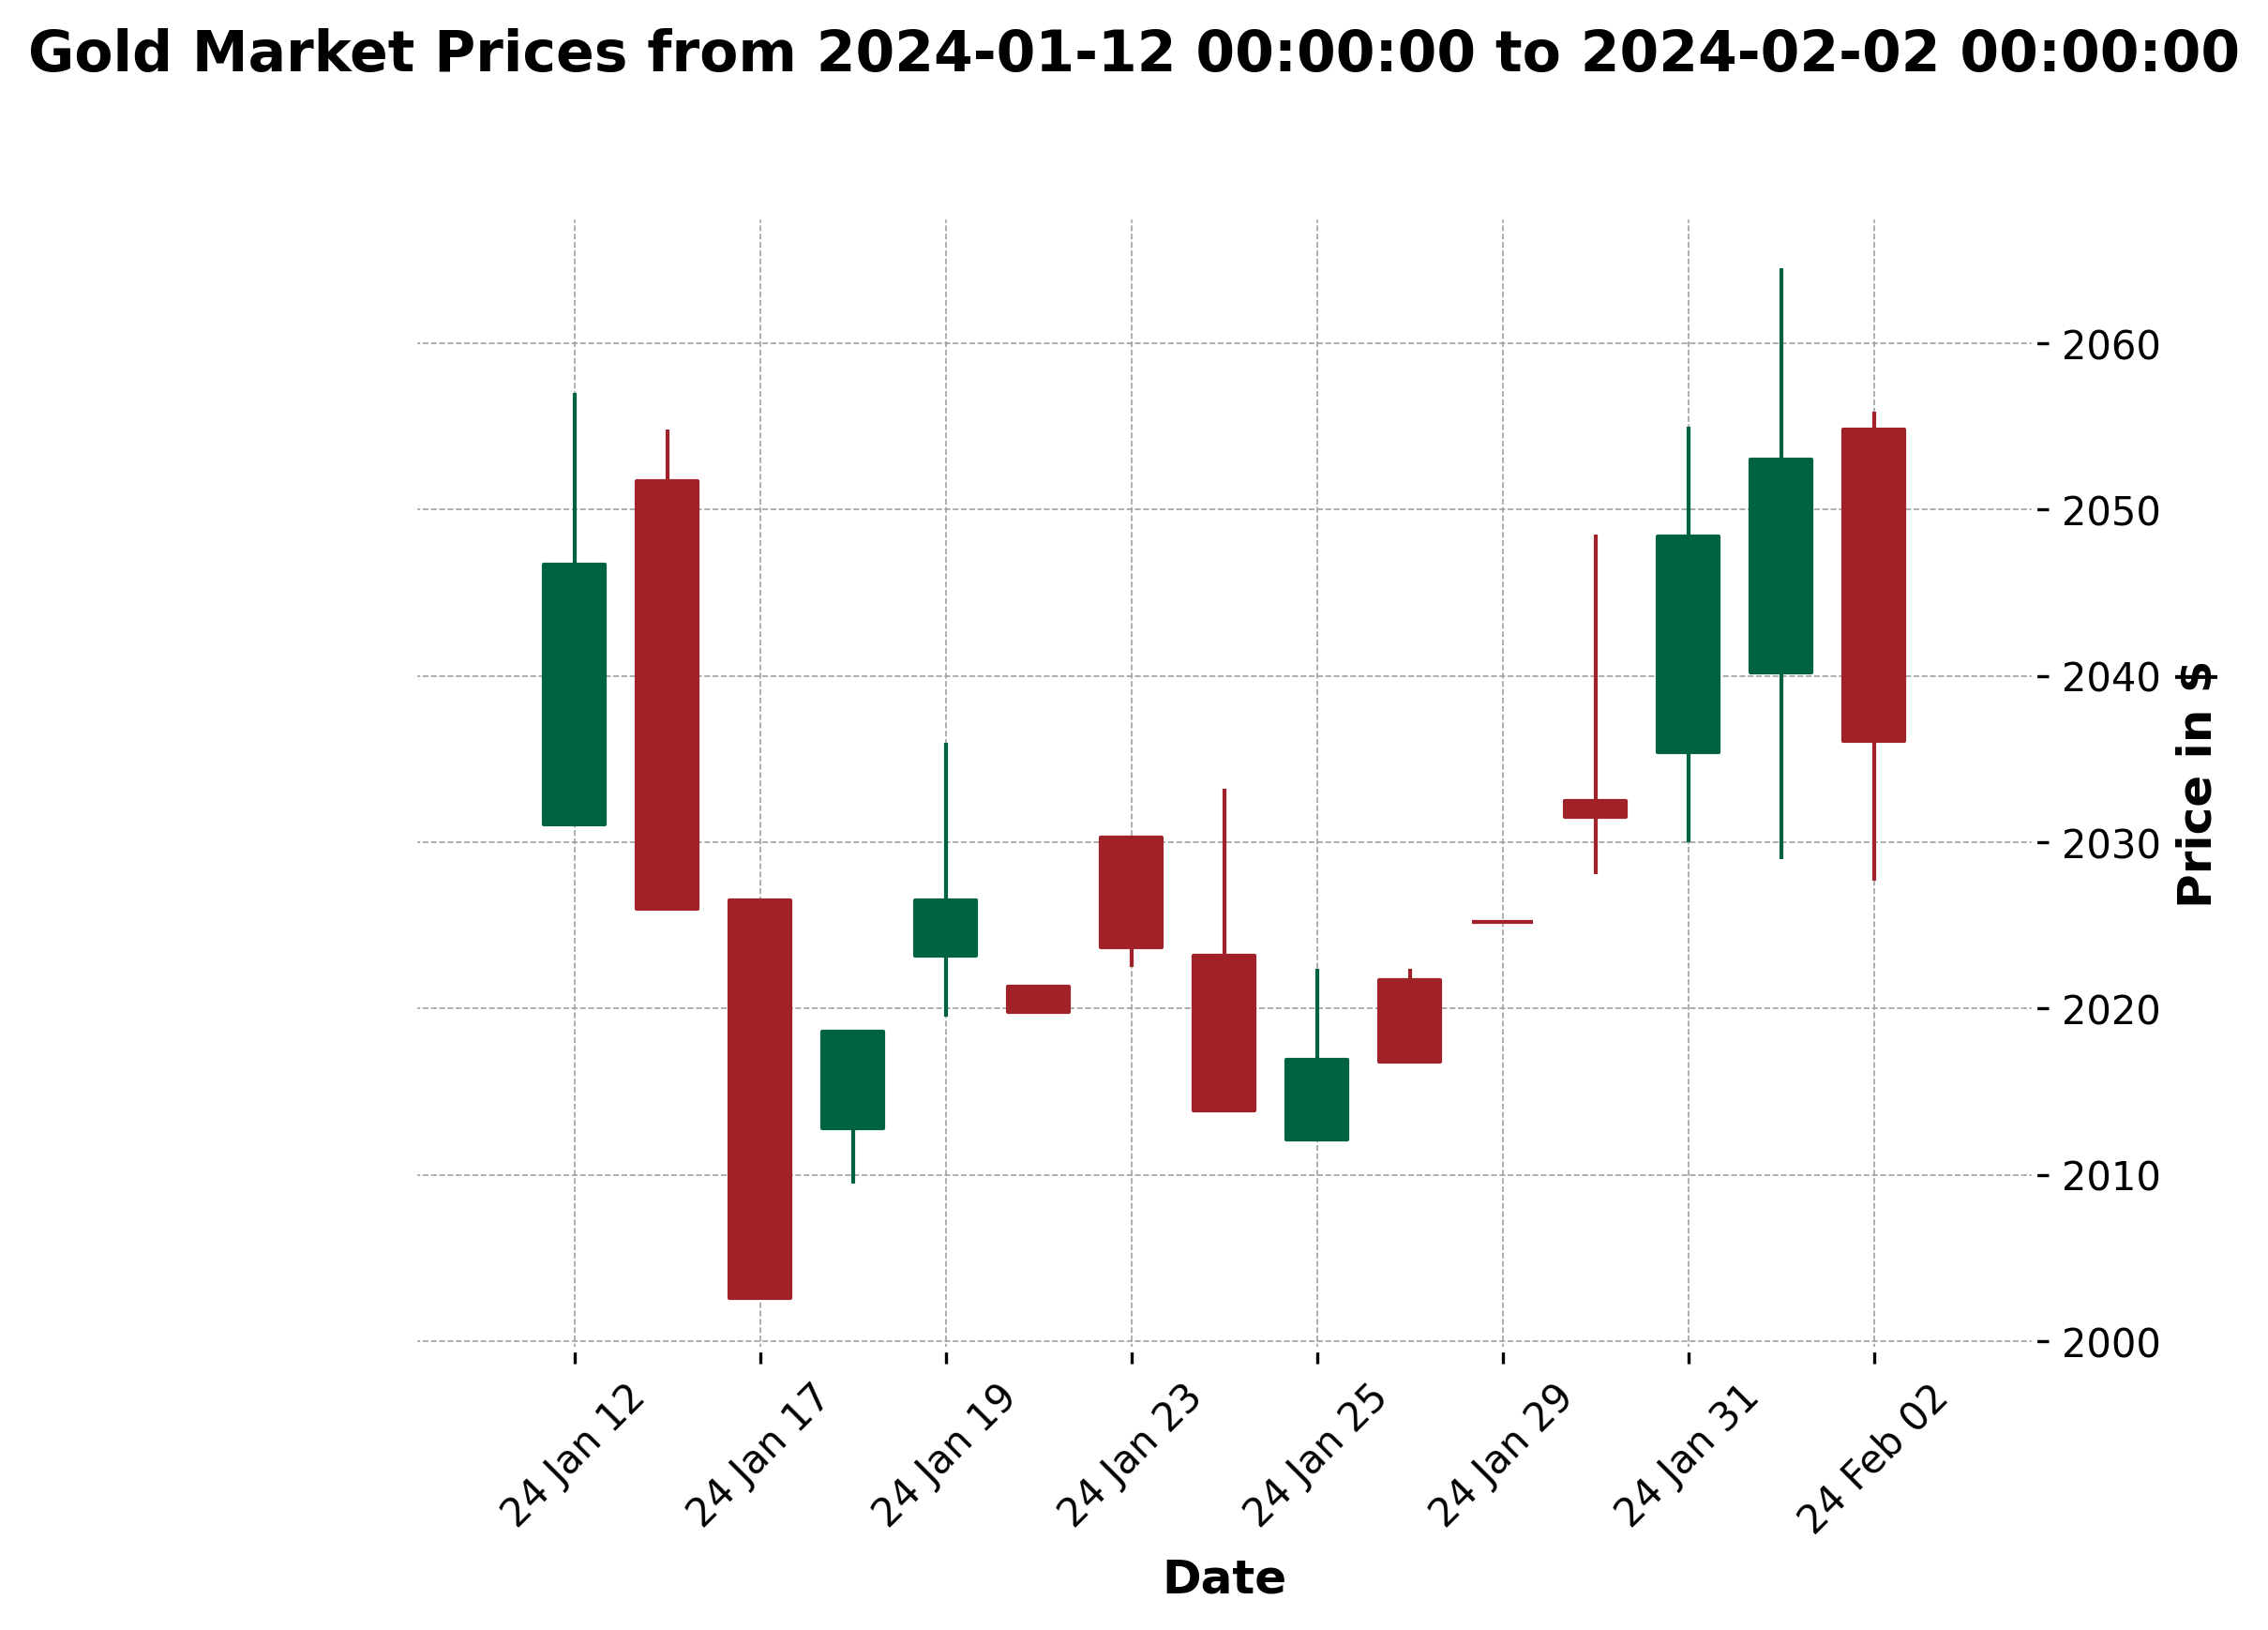 Gold Market Prices from 2024-01-12 00:00:00 to 2024-02-02 00:00:00
2060
2050
2040
2030
2020
2010
2000
Price in $
24 Jan 12
24 Jan 17
24 Jan 19
24 Jan 23
24 Jan 25
24 Jan 29
24 Jan 31
24 Feb 02
Date